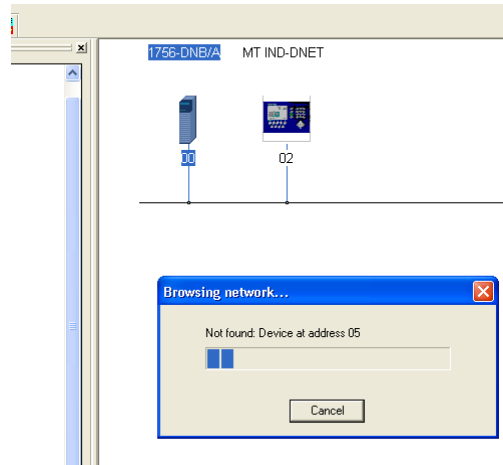 1756-DNB/A MT IND-DNET
00 02
Browsing network...
Not found: Device at address 05
Cancel